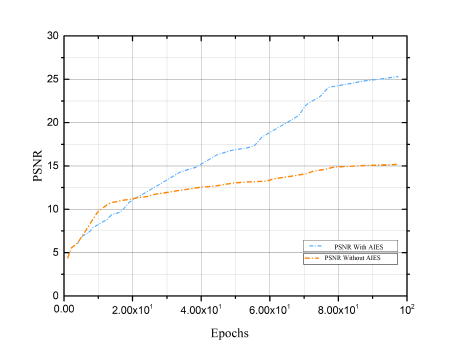 30
25
20
15
10
5
0
PSNR
PSNR With AIES
PSNR Without AIES
0.00 2.00x10¹ 4.00x10¹ 6.00x10¹ 8.00x10¹ 10²
Epochs